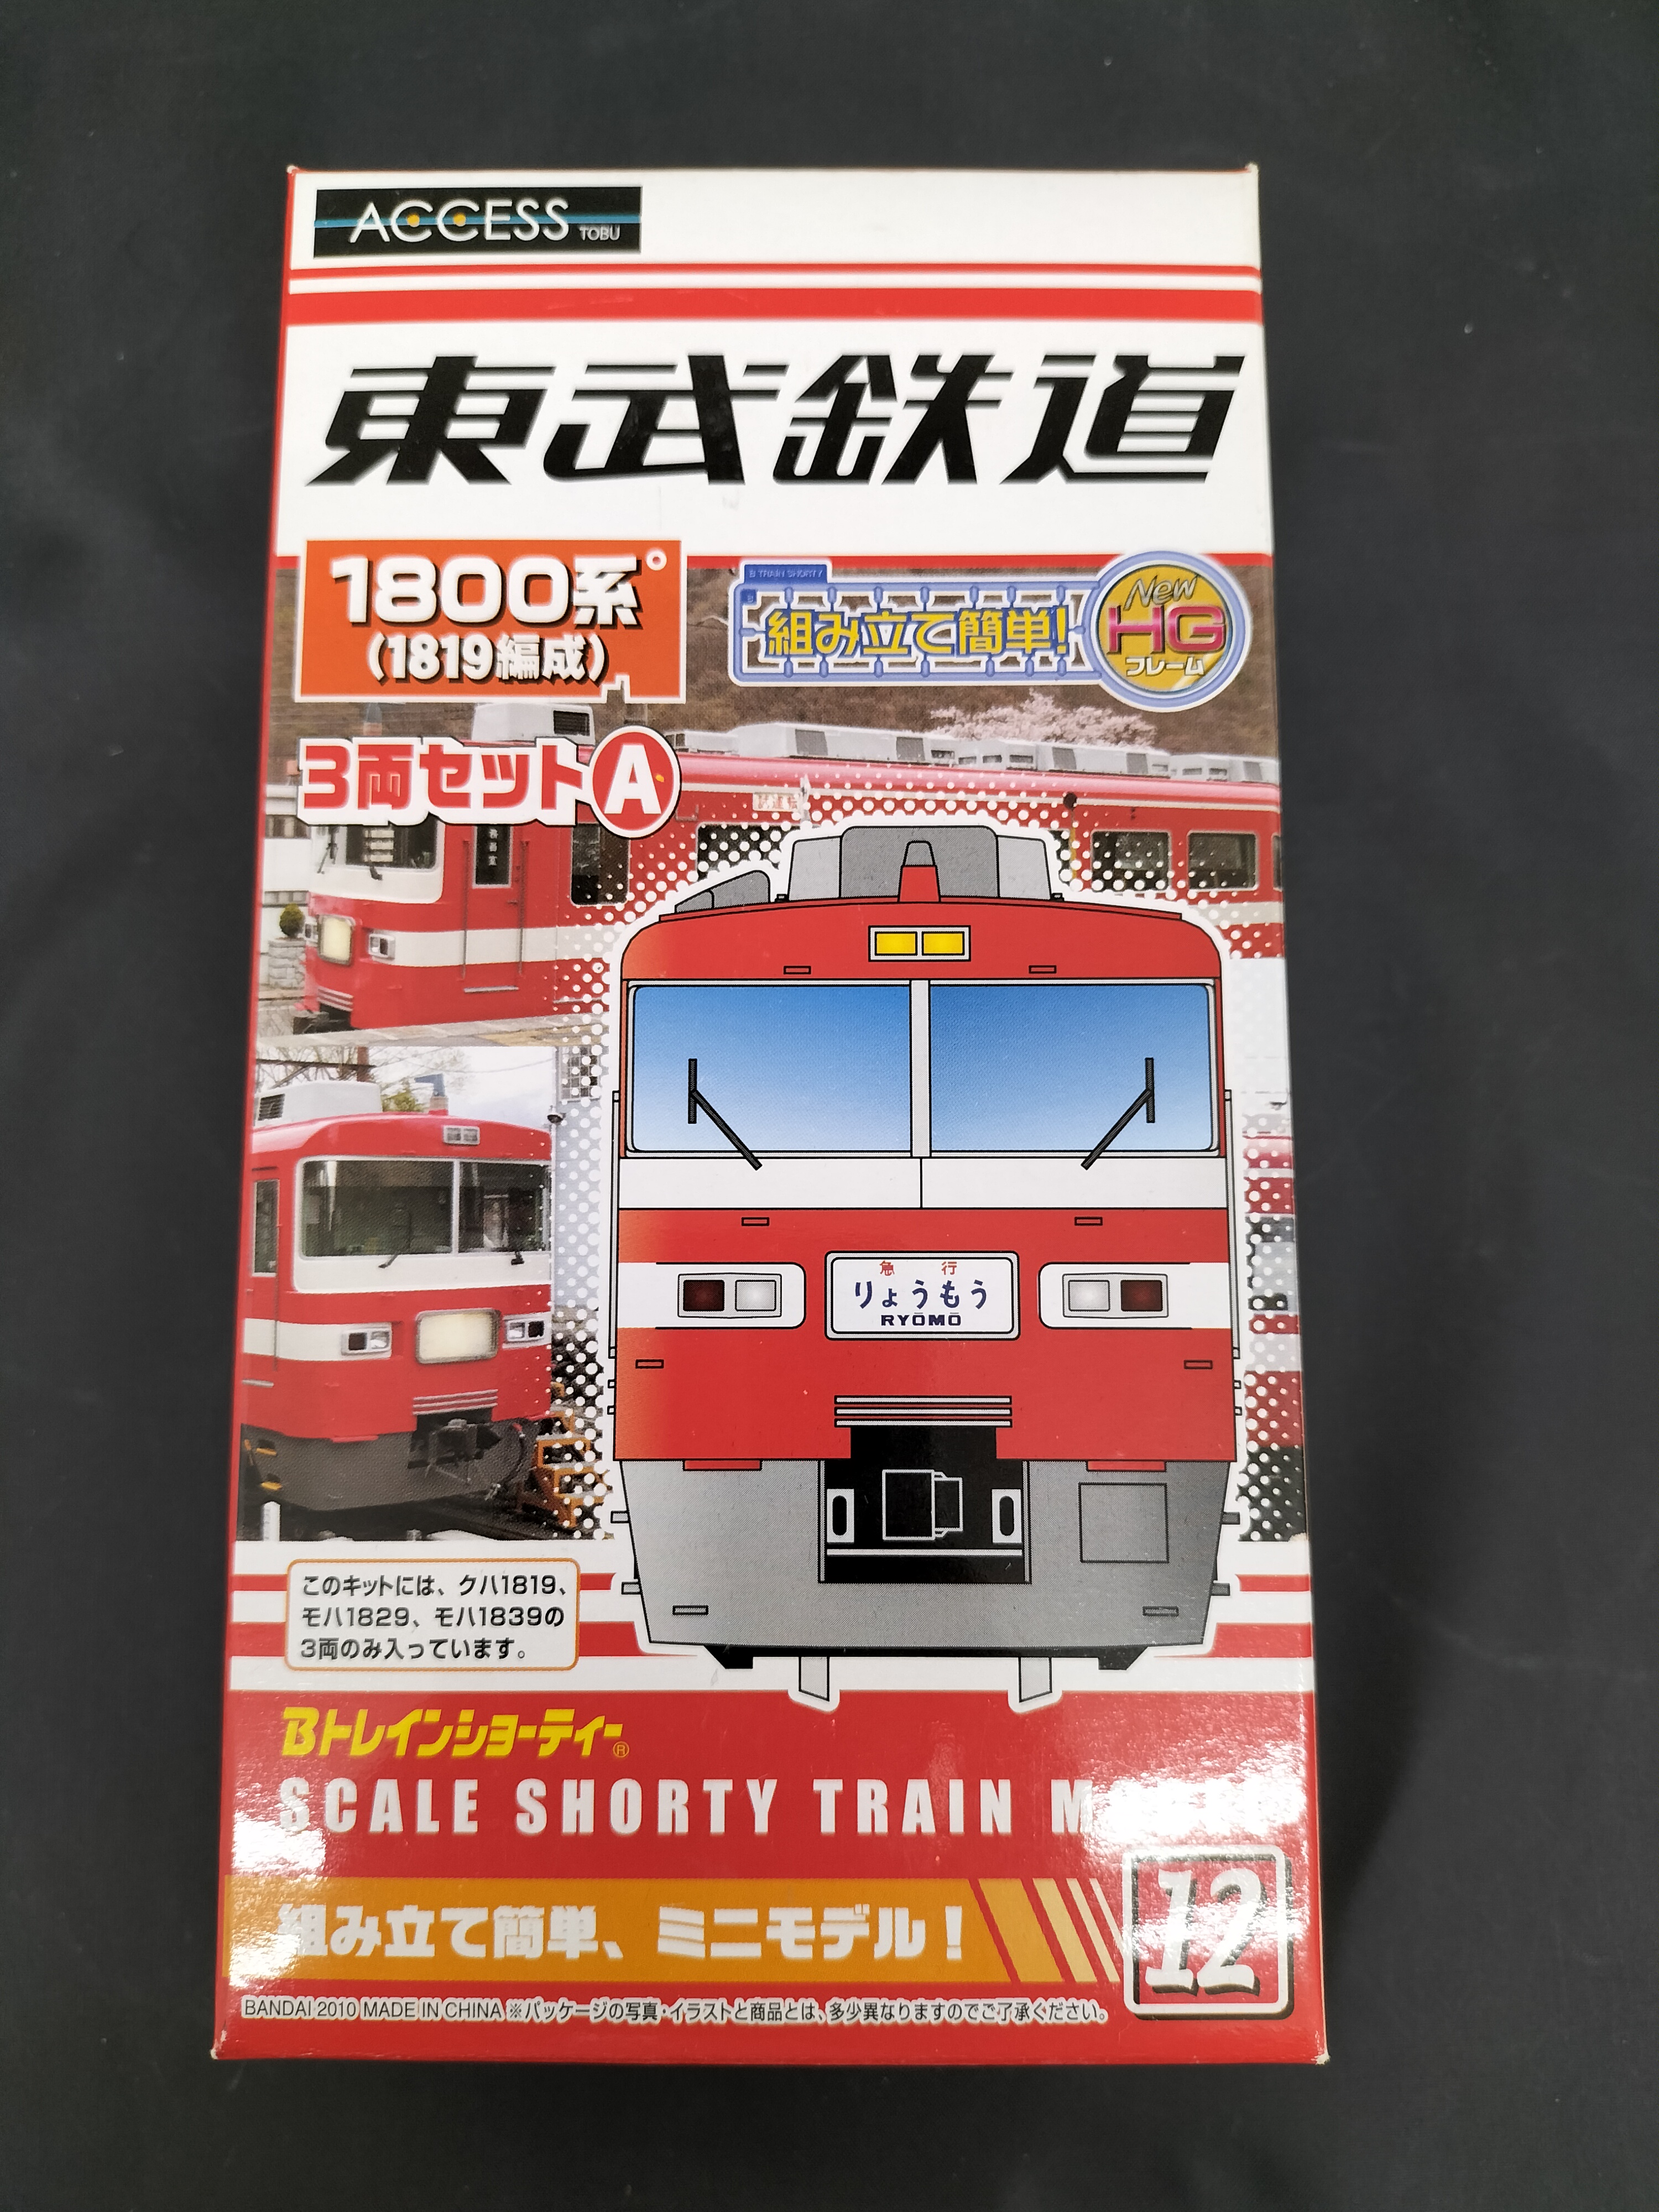 ACCESS TOBU
東武鉄道
1800系
(1819編成)
B TRAIN SHORTY
組み立て簡単!
New
HG
フレーム
3両セットA
急 行
りょうもう
RYŌMŌ
このキットには、クハ1819、
モハ1829、モハ1839の
3両のみ入っています。
Bトレインショーティー®
SCALE SHORTY TRAIN
組み立て簡単、ミニモデル!
12
BANDAI 2010 MADE IN CHINA ※パッケージの写真・イラストと商品とは、多少異なりますのでご了承ください。